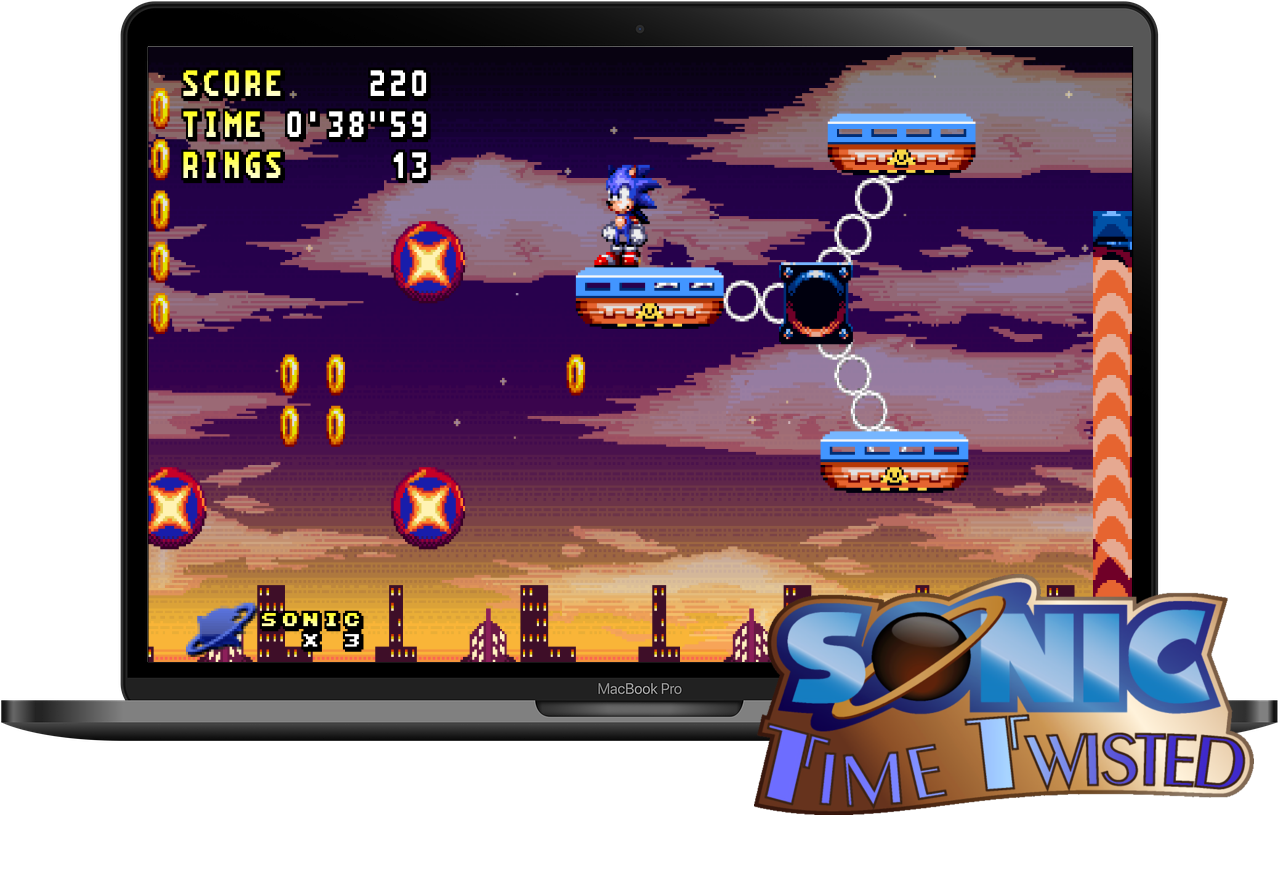 SCORE 220
TIME 0'38"59
RINGS 13
SONIC
X 3
MacBook Pro
SONIC
TIME TWISTED